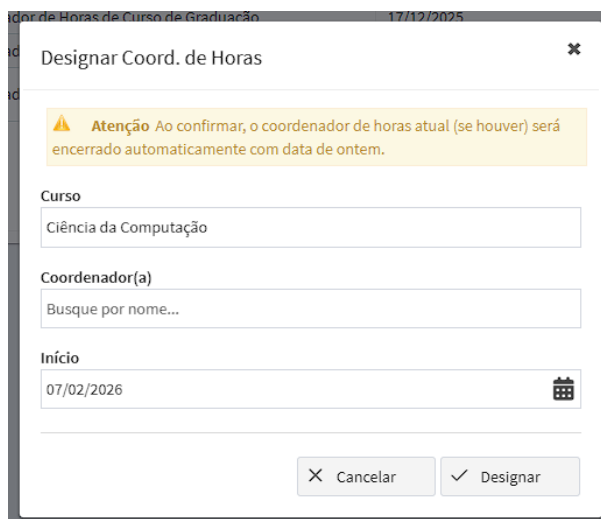 ador de Horas de Curso de Graduação 17/12/2025
Designar Coord. de Horas
Atenção Ao confirmar, o coordenador de horas atual (se houver) será
encerrado automaticamente com data de ontem.
Curso
Ciência da Computação
Coordenador(a)
Busque por nome...
Início
07/02/2026
Cancelar Designar